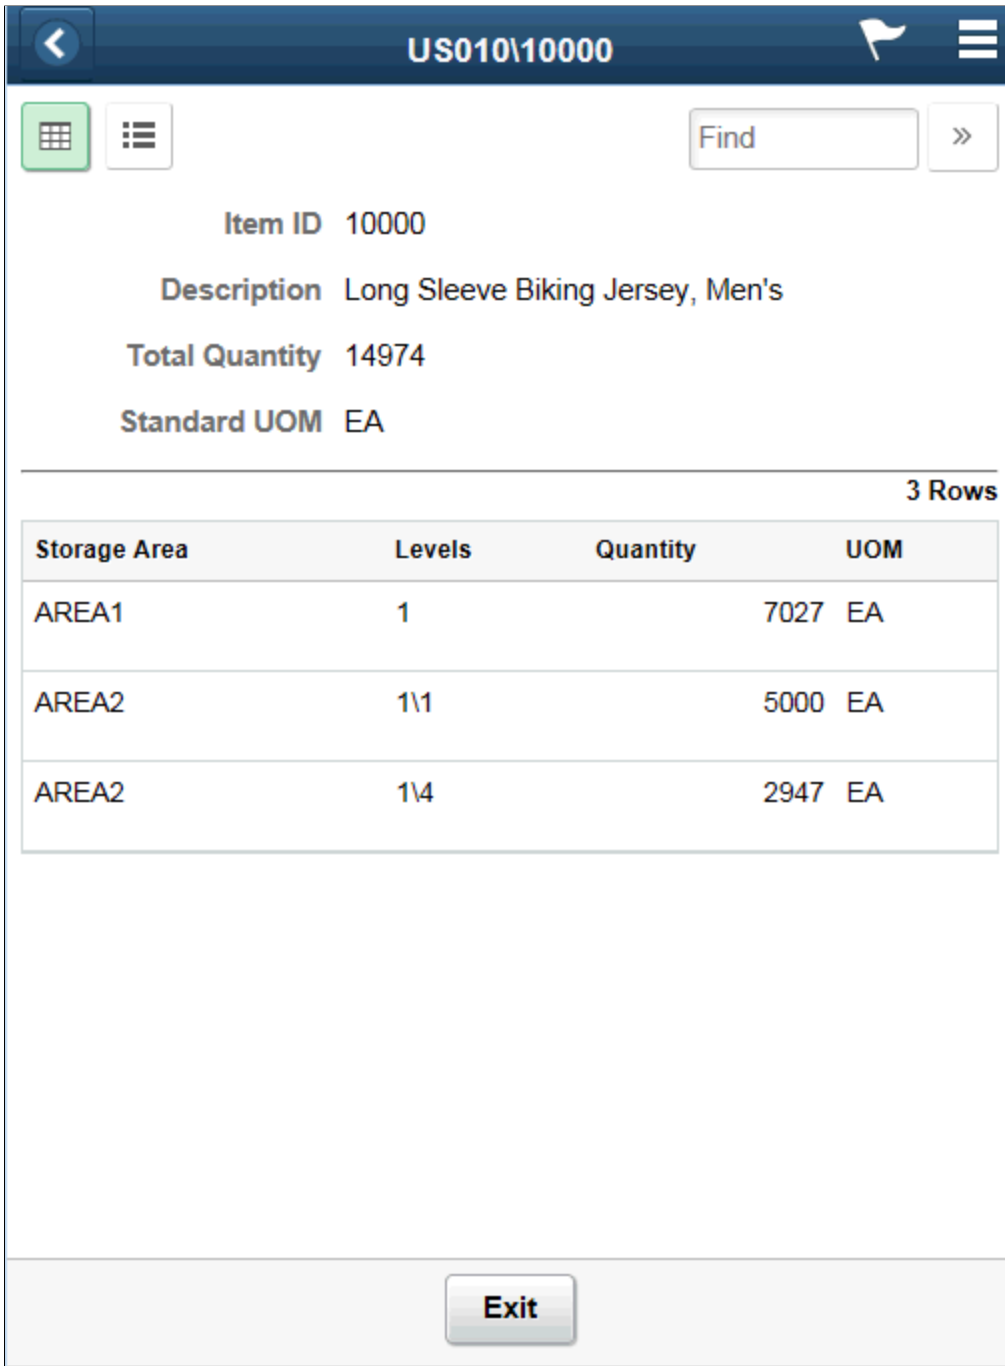 US010\10000
Find »
Item ID 10000
Description Long Sleeve Biking Jersey, Men's
Total Quantity 14974
Standard UOM EA
3 Rows
Storage Area Levels Quantity UOM
AREA1 1 7027 EA
AREA2 1\1 5000 EA
AREA2 1\4 2947 EA
Exit